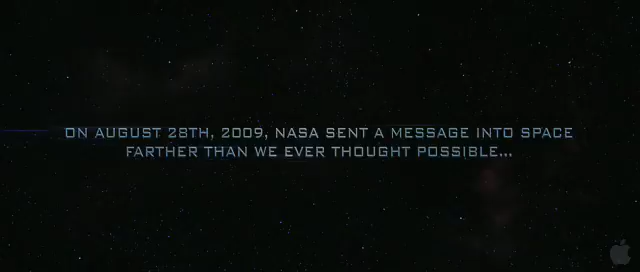 ON AUGUST 28TH, 2009, NASA SENT A MESSAGE INTO SPACE
FARTHER THAN WE EVER THOUGHT POSSIBLE...